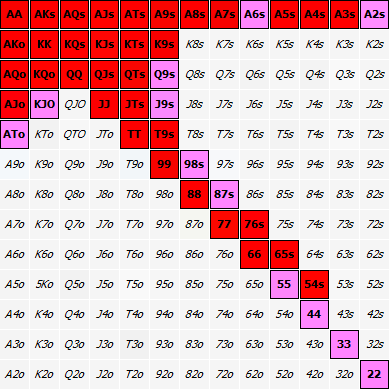 AA AKs AQs AJs ATs A9s A8s A7s A6s A5s A4s A3s A2s
AKo KK KQs KJs KTs K9s K8s K7s K6s K5s K4s K3s K2s
AQo KQo QQ QJs QTs Q9s Q8s Q7s Q6s Q5s Q4s Q3s Q2s
AJo KJO QJO JJ JTs J9s J8s J7s J6s J5s J4s J3s J2s
ATo KTo QTO JTo TT T9s T8s T7s T6s T5s T4s T3s T2s
A9o K9o Q9o J9o T9o 99 98s 97s 96s 95s 94s 93s 92s
A8o K8o Q8o J8o T8o 98o 88 87s 86s 85s 84s 83s 82s
A7o K7o Q7o J7o T7o 97o 87o 77 76s 75s 74s 73s 72s
A6o K6o Q6o J6o T6o 96o 86o 76o 66 65s 64s 63s 62s
A5o 5Ko Q5o J5o T5o 95o 85o 75o 65o 55 54s 53s 52s
A4o K4o Q4o J4o T4o 94o 84o 74o 64o 54o 44 43s 42s
A3o K3o Q3o J3o T3o 93o 83o 73o 63o 53o 43o 33 32s
A2o K2o Q2o J2o T2o 92o 82o 72o 62o 52o 42o 32o 22